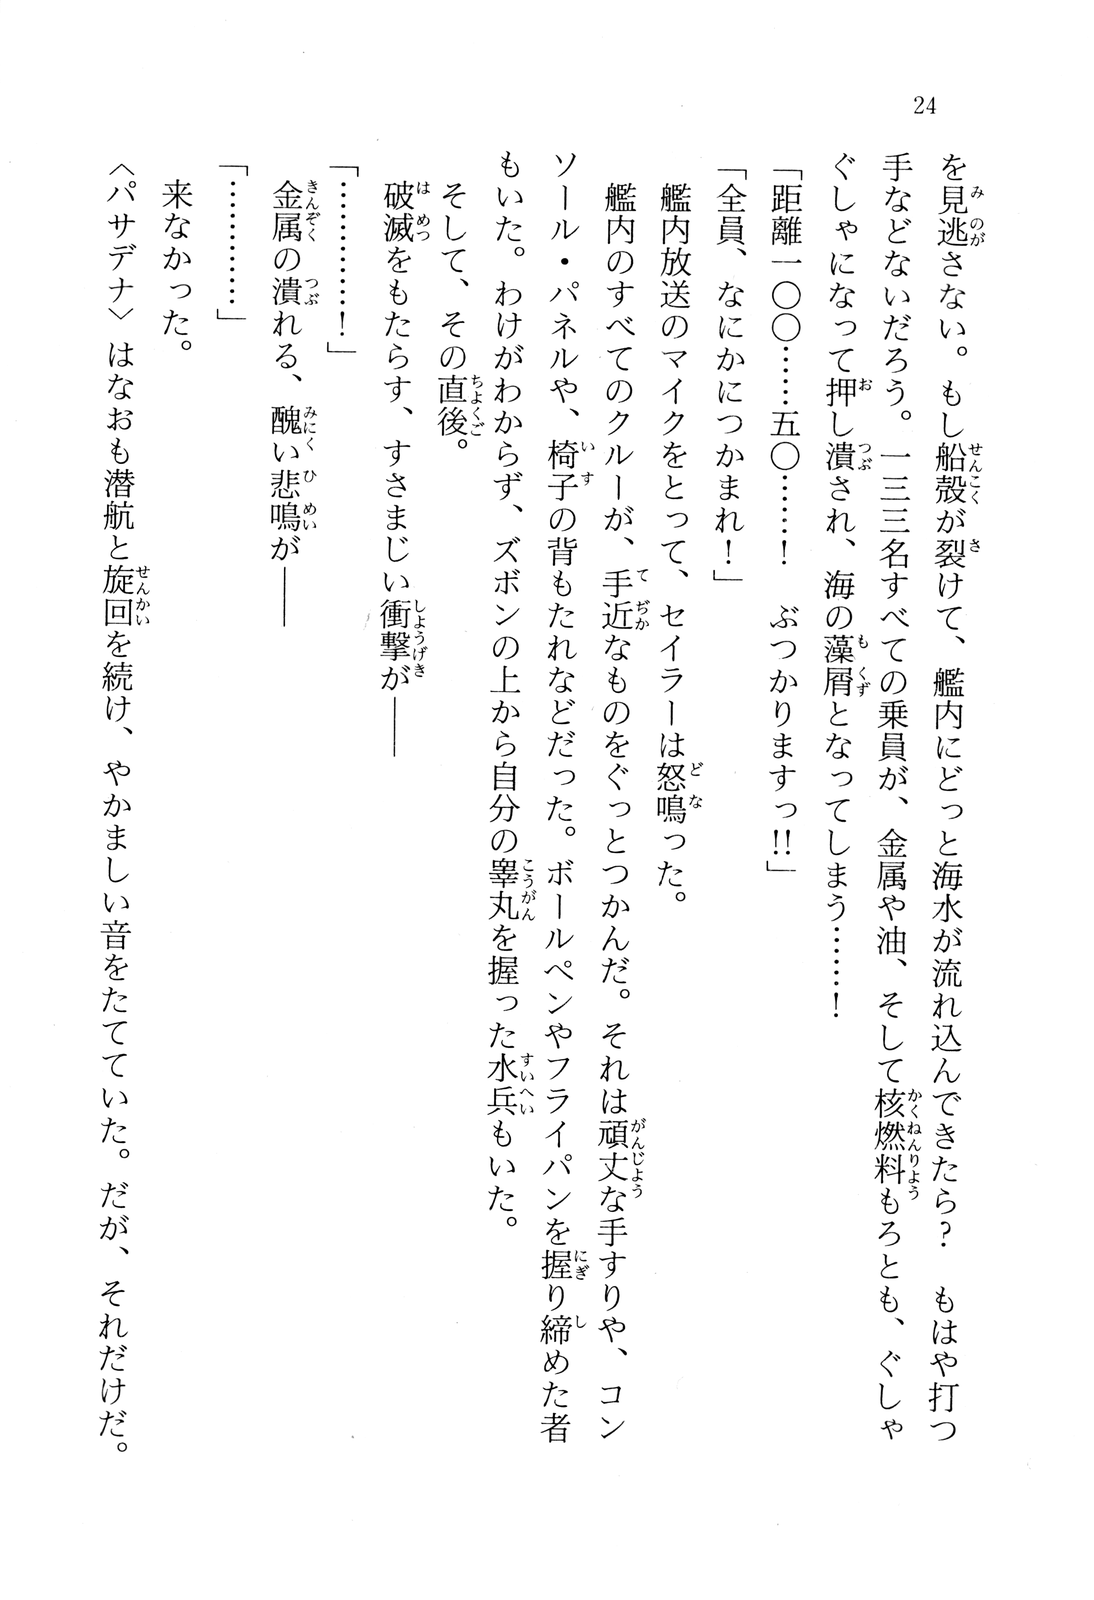 24
を見逃さない。もし船殻が裂けて、艦内にどっと海水が流れ込んできたら？　もはや打つ
手などないだろう。一三三名すべての乗員が、金属や油、そして核燃料もろとも、ぐしゃ
ぐしゃになって押し潰され、海の藻屑となってしまう……！
「距離一〇〇……五〇……！　ぶつかりますっ!!」
「全員、なにかにつかまれ！」
艦内放送のマイクをとって、セイラーは怒鳴った。
艦内のすべてのクルーが、手近なものをぐっとつかんだ。それは頑丈な手すりや、コン
ソール・パネルや、椅子の背もたれなどだった。ボールペンやフライパンを握り締めた者
もいた。わけがわからず、ズボンの上から自分の睾丸を握った水兵もいた。
そして、その直後。
破滅をもたらす、すさまじい衝撃が――
「…………！」
金属の潰れる、醜い悲鳴が――
「…………」
来なかった。
〈パサデナ〉はなおも潜航と旋回を続け、やかましい音をたてていた。だが、それだけだ。